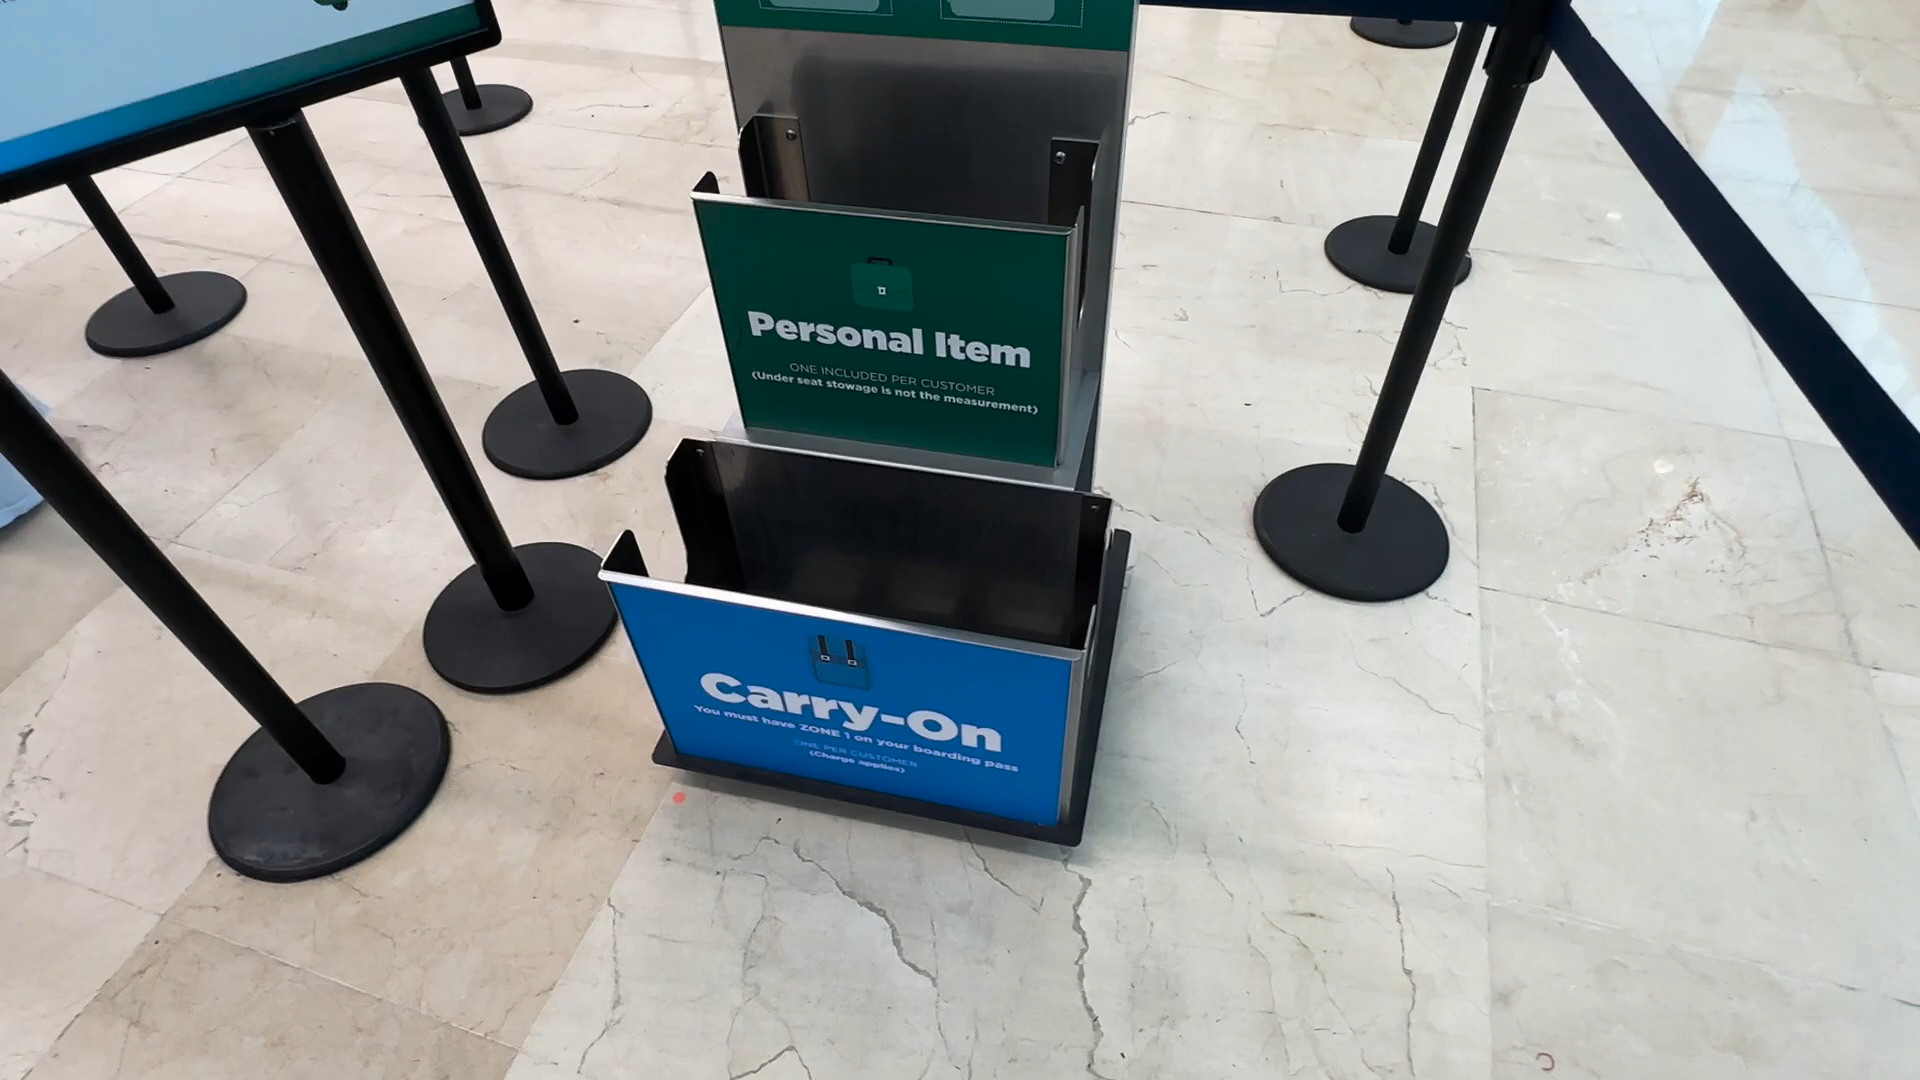 Personal Item
ONE INCLUDED PER CUSTOMER
(Under seat stowage is not the measurement)
Carry-On
You must have ZONE 1 on your boarding pass
ONE PER CUSTOMER
(Charge applies)